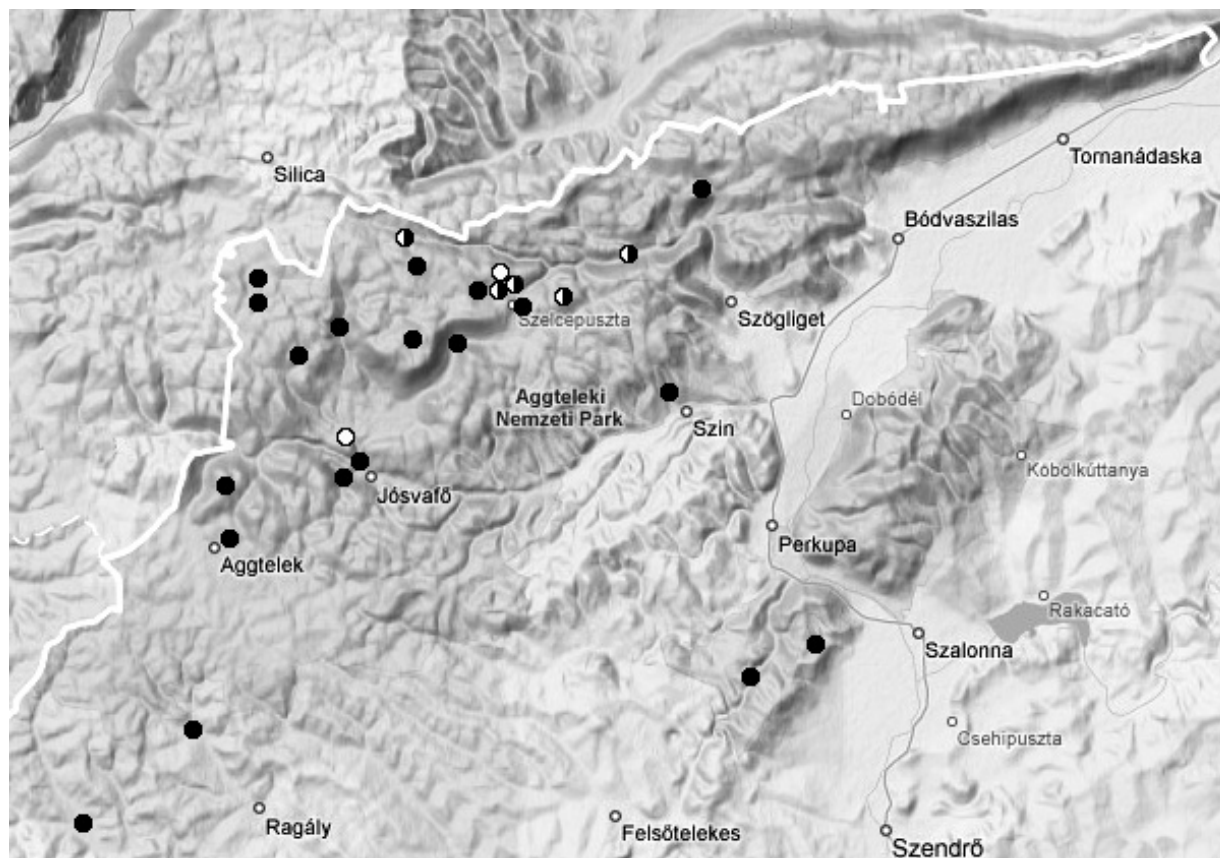 Tornanádaska
Silica
Bódvaszilas
Szögliget
Szelcepuszta
Aggteleki
Nemzeti Park
Dobódél
Szin
Kóbólkúttanya
Jósvafő
Perkupa
Aggtelek
Rakacató
Szalonna
Csehipuszta
Ragály
Felsőtelekes
Szendrő